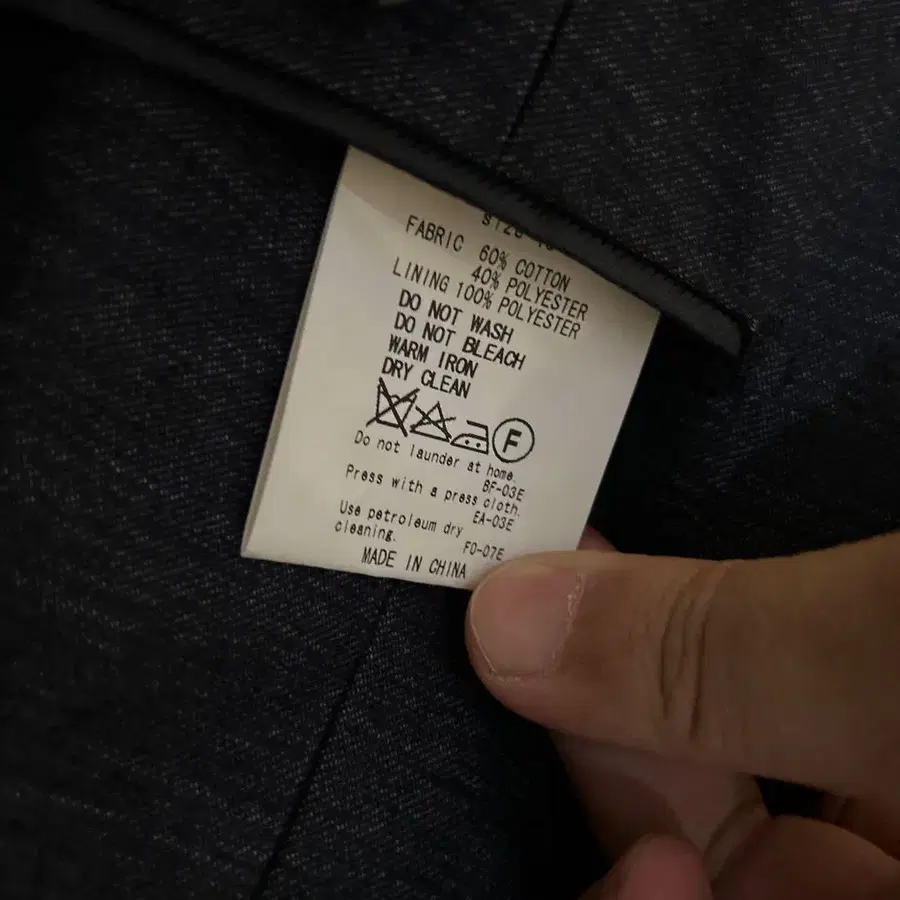 SIZE
FABRIC 60% COTTON
40% POLYESTER
LINING 100% POLYESTER
DO NOT WASH
DO NOT BLEACH
WARM IRON
DRY CLEAN
F
Do not launder at home.
BF-03E
Press with a press cloth.
EA-03E
Use petroleum dry
cleaning.
FO-07E
MADE IN CHINA